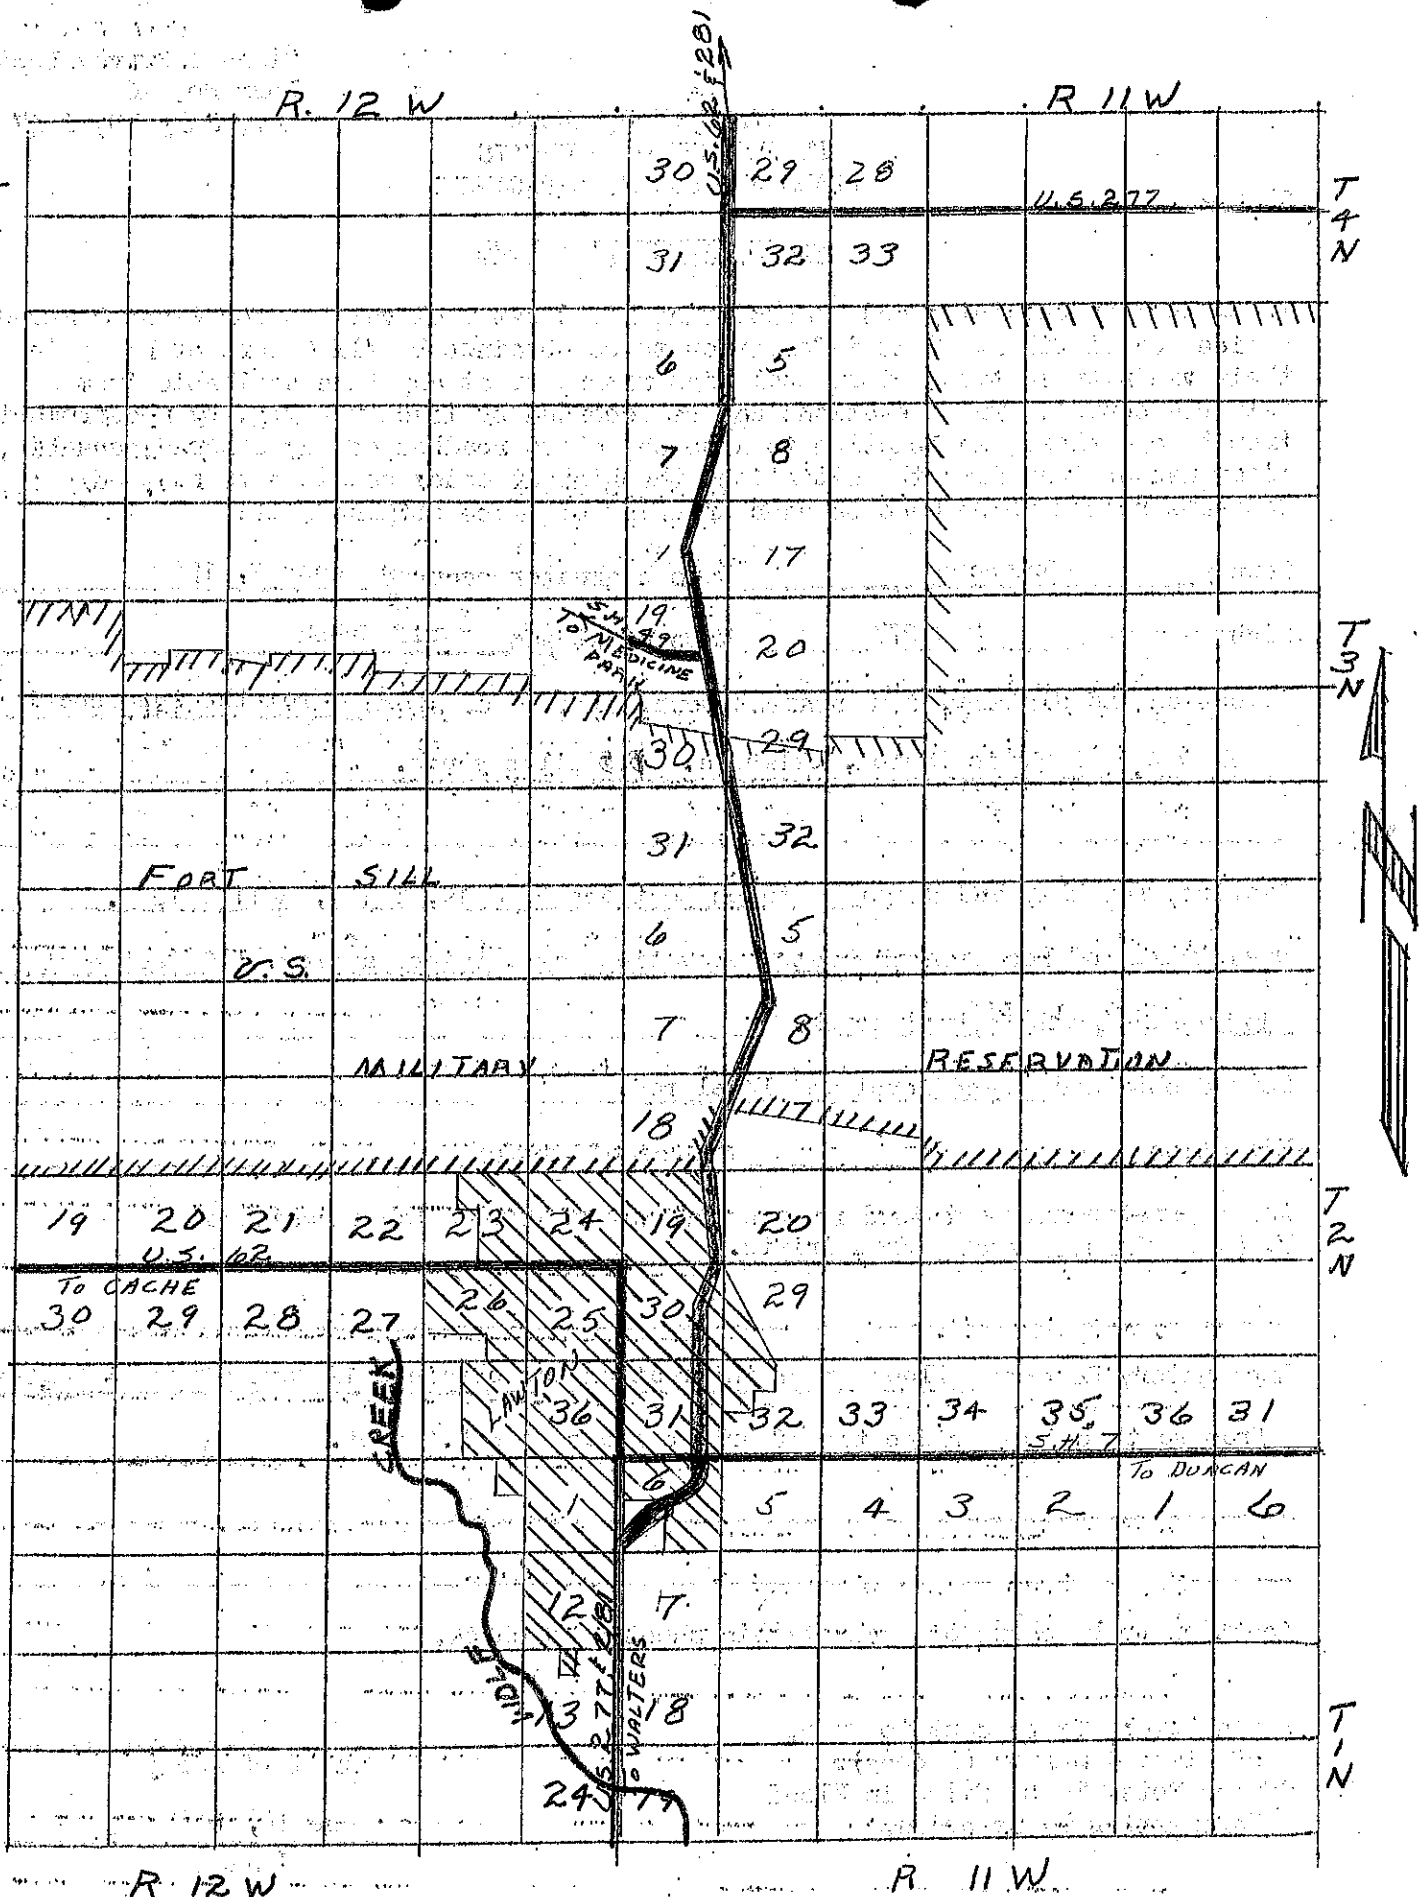 R. 12 W
R 11 W
U.S. 62 & 281
30 29 28
U.S. 277
T
4
N
31 32 33
6 5
7 8
1 17
S.H. 49
TO MEDICINE
PARK
19
20
T
3
N
30 29
31 32
FORT SILL
6 5
U.S.
7 8
MILITARY RESERVATION
18 17
19 20 21 22 23 24 19 20
T
2
N
U.S. 62
TO CACHE
30 29 28 27 26 25 30 29
CREEK
LAWTON
36 31 32 33 34 35 36 31
S.H. 7
TO DUNCAN
6
1 5 4 3 2 1 6
12 7
U.S. 277 & 281
TO WALTERS
13 18
T
1
N
24 19
R 12 W
R 11 W